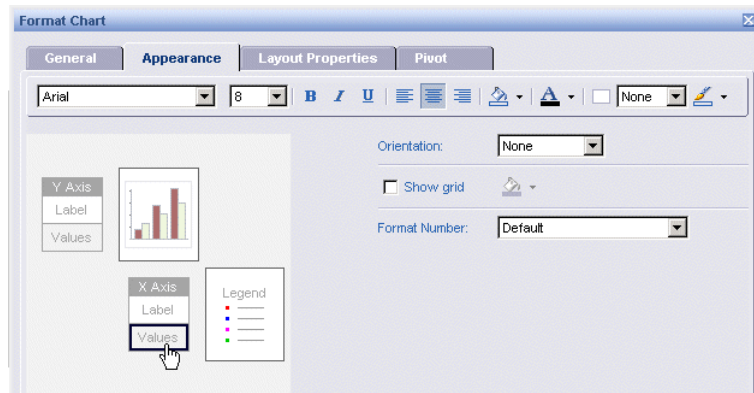 Format Chart
General Appearance Layout Properties Pivot
Arial 8 B I U A None
Orientation: None
Show grid
Format Number: Default
Y Axis
Label
Values
X Axis
Label
Values
Legend